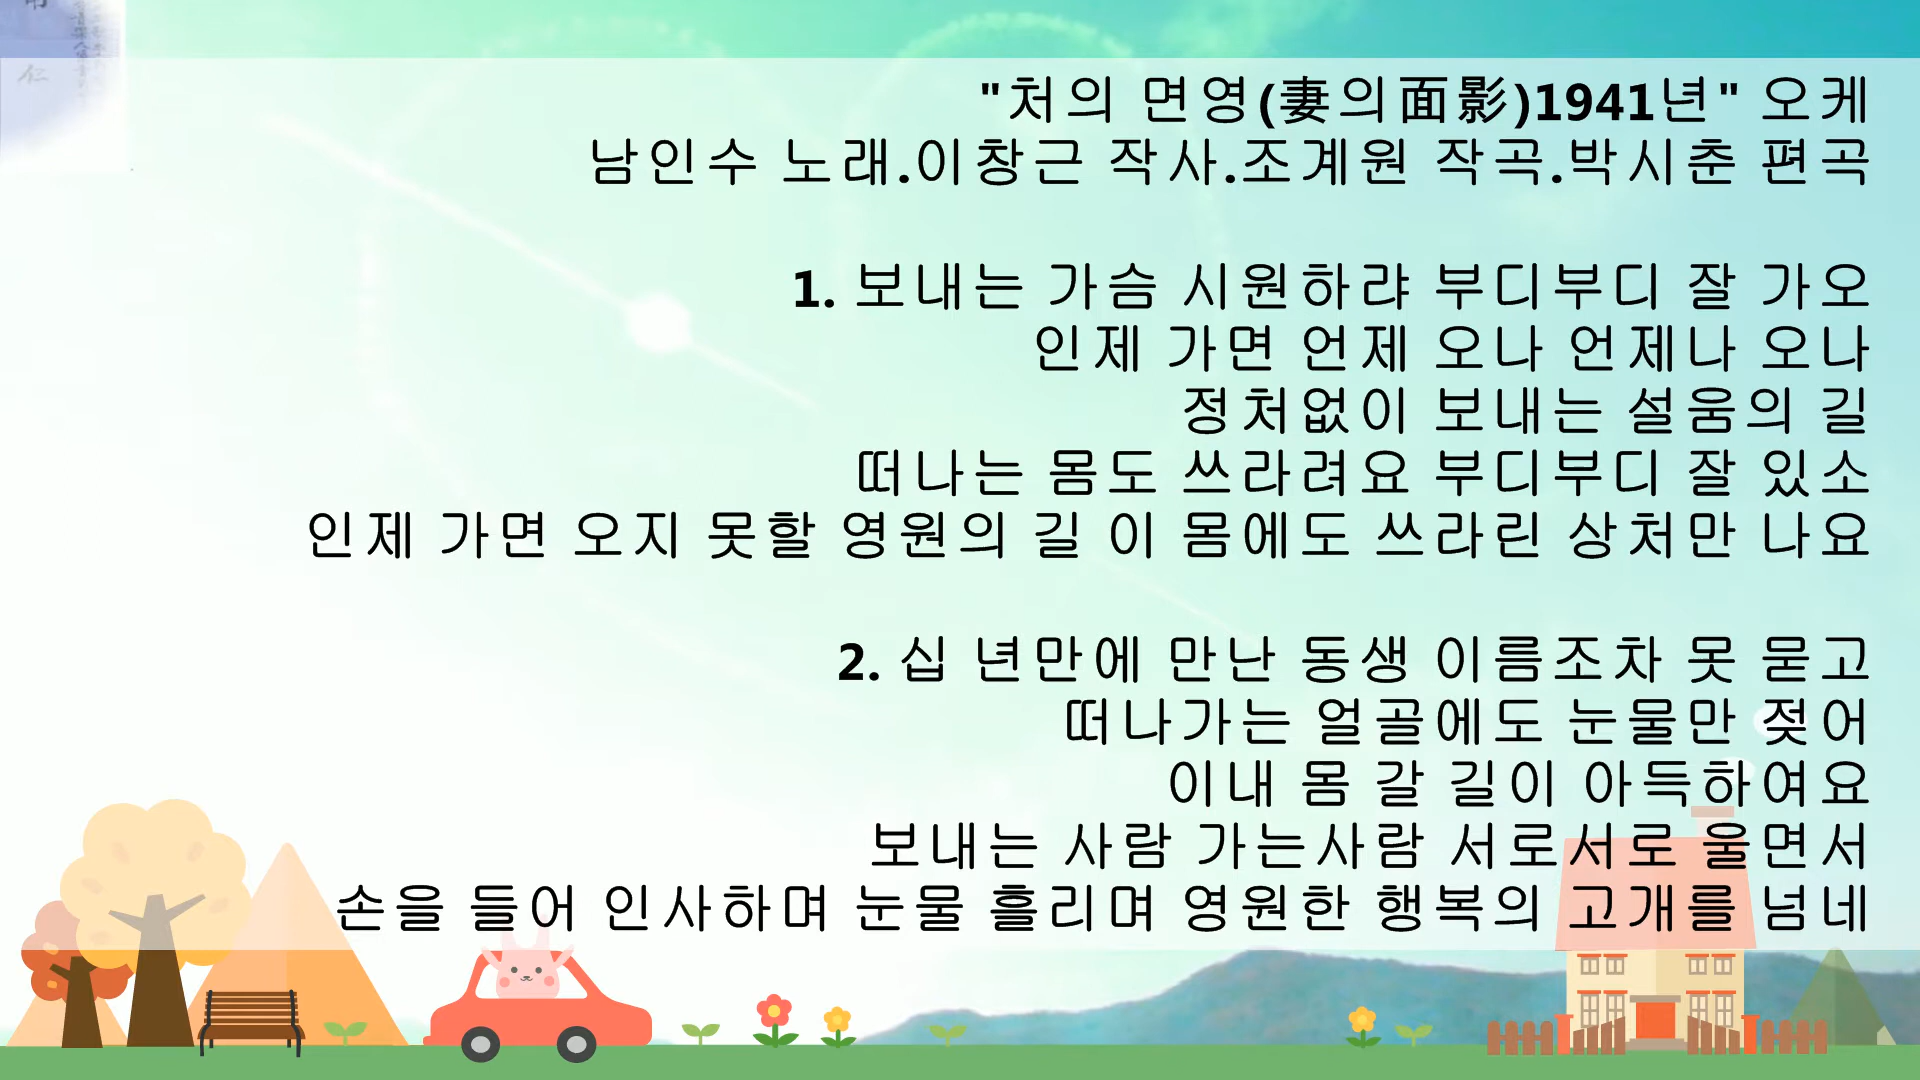 "처의 면영(妻의面影)1941년" 오케
남인수 노래.이창근 작사.조계원 작곡.박시춘 편곡
1. 보내는 가슴 시원하랴 부디부디 잘 가오
인제 가면 언제 오나 언제나 오나
정처없이 보내는 설움의 길
떠나는 몸도 쓰라려요 부디부디 잘 있소
인제 가면 오지 못할 영원의 길 이 몸에도 쓰라린 상처만 나요
2. 십 년만에 만난 동생 이름조차 못 묻고
떠나가는 얼골에도 눈물만 젖어
이내 몸 갈 길이 아득하여요
보내는 사람 가는사람 서로서로 울면서
손을 들어 인사하며 눈물 흘리며 영원한 행복의 고개를 넘네